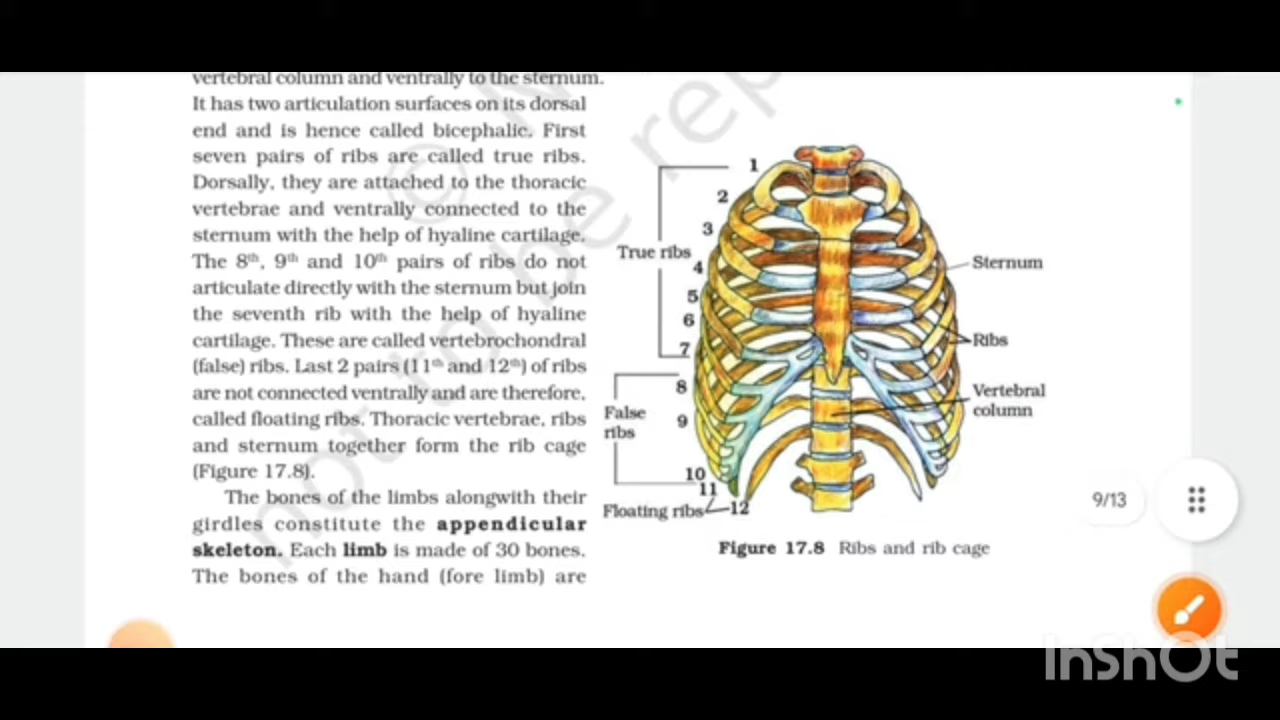 vertebral column and ventrally to the sternum.
It has two articulation surfaces on its dorsal
end and is hence called bicephalic. First
seven pairs of ribs are called true ribs.
Dorsally, they are attached to the thoracic
vertebrae and ventrally connected to the
sternum with the help of hyaline cartilage.
The 8th, 9th and 10th pairs of ribs do not
articulate directly with the sternum but join
the seventh rib with the help of hyaline
cartilage. These are called vertebrochondral
(false) ribs. Last 2 pairs (11th and 12th) of ribs
are not connected ventrally and are therefore,
called floating ribs. Thoracic vertebrae, ribs
and sternum together form the rib cage
(Figure 17.8).
The bones of the limbs alongwith their
girdles constitute the appendicular
skeleton. Each limb is made of 30 bones.
The bones of the hand (fore limb) are
1
2
3
True ribs
4
5
6
7
8
False
ribs
9
10
11
Floating ribs
12
Sternum
Ribs
Vertebral
column
Figure 17.8 Ribs and rib cage
9/13
not to be rep
©
InShOt